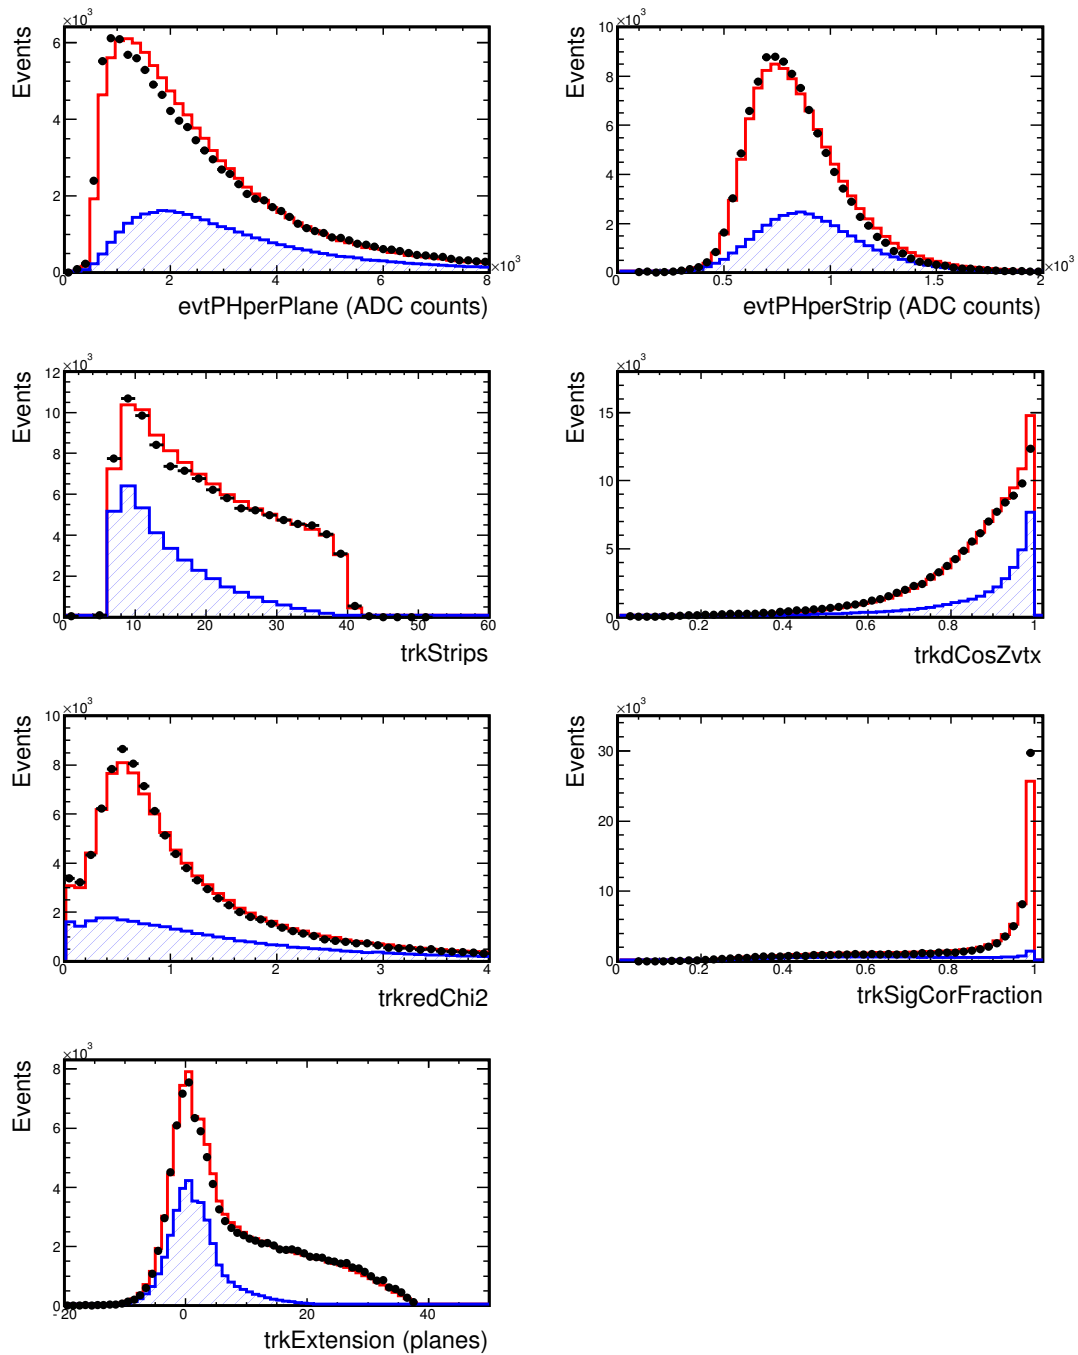 ×10³
Events
6
4
2
0
0 2 4 6 8
×10³
evtPHperPlane (ADC counts)
×10³
Events
10
8
6
4
2
0
0 0.5 1 1.5 2
×10³
evtPHperStrip (ADC counts)
×10³
Events
12
10
8
6
4
2
0
0 10 20 30 40 50 60
trkStrips
×10³
Events
15
10
5
0
0 0.2 0.4 0.6 0.8 1
trkdCosZvtx
×10³
Events
10
8
6
4
2
0
0 1 2 3 4
trkredChi2
×10³
Events
30
20
10
0
0 0.2 0.4 0.6 0.8 1
trkSigCorFraction
×10³
Events
8
6
4
2
0
-20 0 20 40
trkExtension (planes)